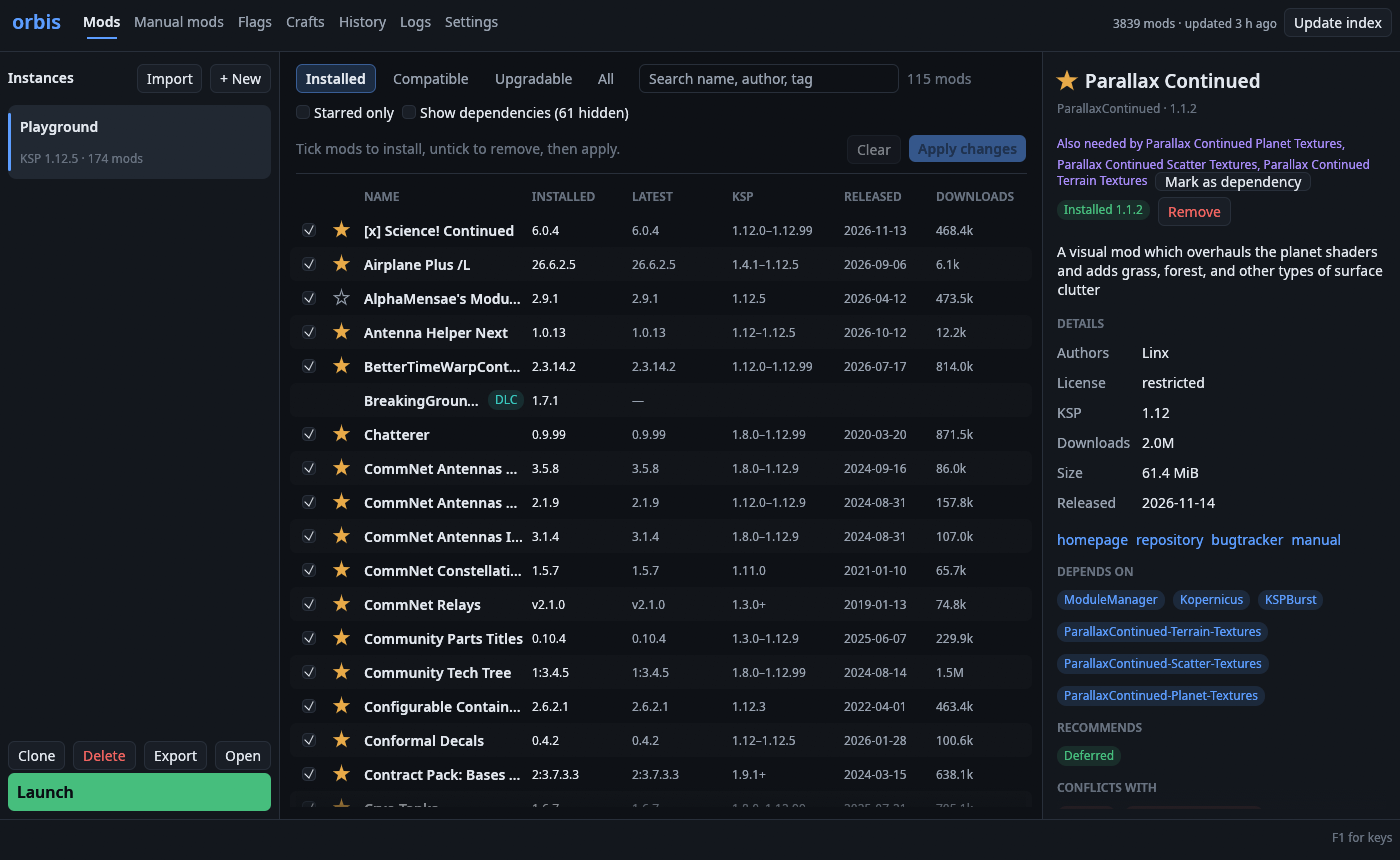 orbis Mods Manual mods Flags Crafts History Logs Settings 3839 mods · updated 3 h ago Update index
Instances Import + New
Playground
KSP 1.12.5 · 174 mods
Clone Delete Export Open
Launch
Installed Compatible Upgradable All Search name, author, tag 115 mods
Starred only Show dependencies (61 hidden)
Tick mods to install, untick to remove, then apply. Clear Apply changes
NAME INSTALLED LATEST KSP RELEASED DOWNLOADS
[x] Science! Continued 6.0.4 6.0.4 1.12.0–1.12.99 2026-11-13 468.4k
Airplane Plus /L 26.6.2.5 26.6.2.5 1.4.1–1.12.5 2026-09-06 6.1k
AlphaMensae's Modu... 2.9.1 2.9.1 1.12.5 2026-04-12 473.5k
Antenna Helper Next 1.0.13 1.0.13 1.12–1.12.5 2026-10-12 12.2k
BetterTimeWarpCont... 2.3.14.2 2.3.14.2 1.12.0–1.12.99 2026-07-17 814.0k
BreakingGroun... DLC 1.7.1 —
Chatterer 0.9.99 0.9.99 1.8.0–1.12.99 2020-03-20 871.5k
CommNet Antennas ... 3.5.8 3.5.8 1.8.0–1.12.9 2024-09-16 86.0k
CommNet Antennas ... 2.1.9 2.1.9 1.12.0–1.12.9 2024-08-31 157.8k
CommNet Antennas I... 3.1.4 3.1.4 1.8.0–1.12.9 2024-08-31 107.0k
CommNet Constellati... 1.5.7 1.5.7 1.11.0 2021-01-10 65.7k
CommNet Relays v2.1.0 v2.1.0 1.3.0+ 2019-01-13 74.8k
Community Parts Titles 0.10.4 0.10.4 1.3.0–1.12.9 2025-06-07 229.9k
Community Tech Tree 1:3.4.5 1:3.4.5 1.8.0–1.12.99 2024-08-14 1.5M
Configurable Contain... 2.6.2.1 2.6.2.1 1.12.3 2022-04-01 463.4k
Conformal Decals 0.4.2 0.4.2 1.12–1.12.5 2026-01-28 100.6k
Contract Pack: Bases ... 2:3.7.3.3 2:3.7.3.3 1.9.1+ 2024-03-15 638.1k
Parallax Continued
ParallaxContinued · 1.1.2
Also needed by Parallax Continued Planet Textures,
Parallax Continued Scatter Textures, Parallax Continued
Terrain Textures Mark as dependency
Installed 1.1.2 Remove
A visual mod which overhauls the planet shaders
and adds grass, forest, and other types of surface
clutter
DETAILS
Authors Linx
License restricted
KSP 1.12
Downloads 2.0M
Size 61.4 MiB
Released 2026-11-14
homepage repository bugtracker manual
DEPENDS ON
ModuleManager Kopernicus KSPBurst
ParallaxContinued-Terrain-Textures
ParallaxContinued-Scatter-Textures
ParallaxContinued-Planet-Textures
RECOMMENDS
Deferred
CONFLICTS WITH
F1 for keys